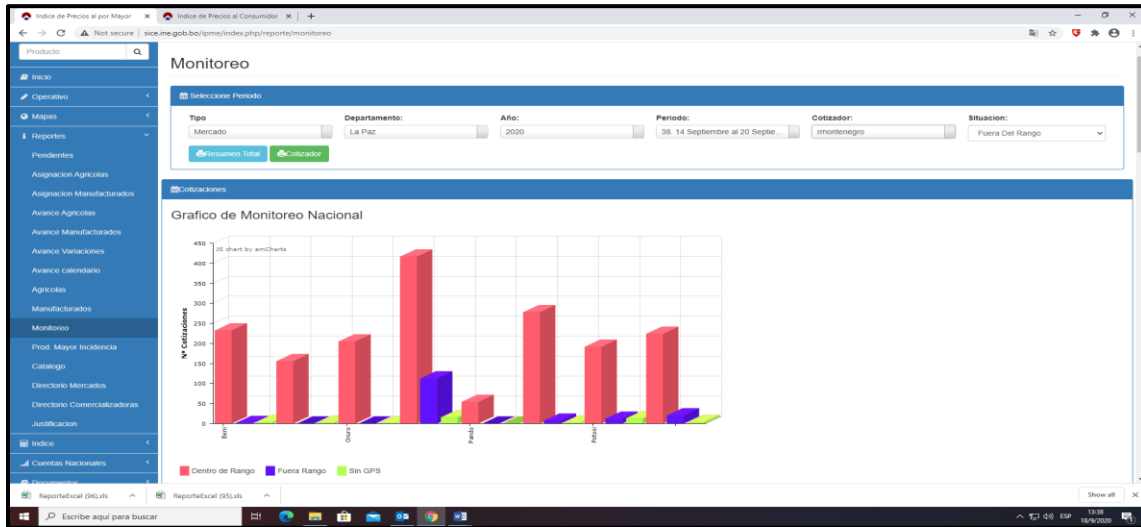 Indice de Precios al por Mayor
Indice de Precios al Consumidor
Not secure | sice.ine.gob.bo/ipme/index.php/reporte/monitoreo
Producto
Inicio
Operativo
Mapas
Reportes
Pendientes
Asignacion Agricolas
Asignacion Manufacturados
Avance Agricolas
Avance Manufacturados
Avance Variaciones
Avance calendario
Agricolas
Manufacturados
Monitoreo
Prod. Mayor Incidencia
Catalogo
Directorio Mercados
Directorio Comercializadoras
Justificacion
Indice
Cuentas Nacionales
Documentos
Monitoreo
Seleccione Periodo
Tipo Departamento: Año: Periodo: Cotizador: Situacion:
Mercado La Paz 2020 38. 14 Septiembre al 20 Septie... rmontenegro Fuera Del Rango
Resumen Total Cotizador
Cotizaciones
Grafico de Monitoreo Nacional
JS chart by amCharts
450
400
350
300
250
200
150
100
50
0
Nª Cotizaciones
Beni Oruro Pando Potosi
Dentro de Rango Fuera Rango Sin GPS
ReporteExcel (96).xls ReporteExcel (95).xls Show all
Escribe aquí para buscar
ESP
13:38
18/9/2020